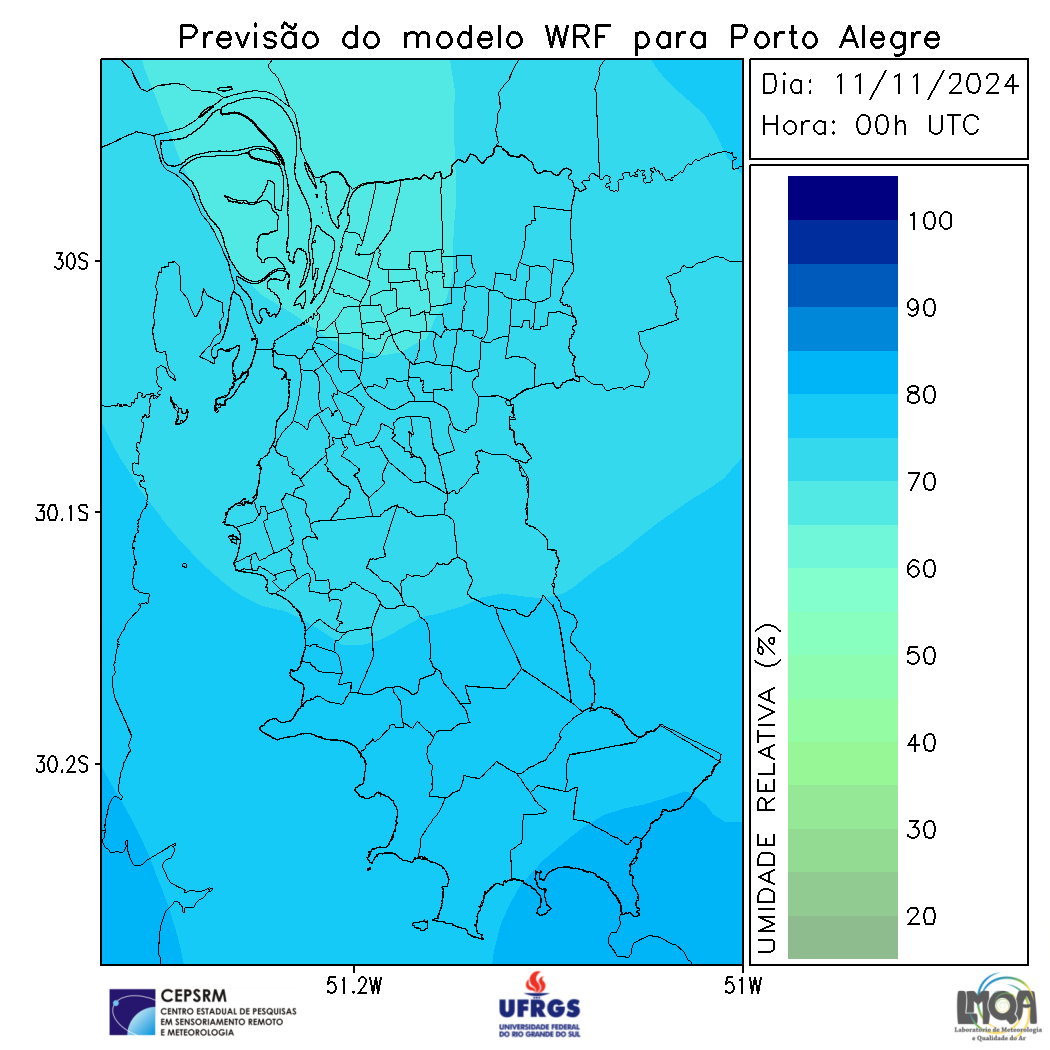 Previsão do modelo WRF para Porto Alegre
Dia: 11/11/2024
Hora: 00h UTC
30S
30.1S
30.2S
51.2W
51W
100
90
80
70
60
50
40
30
20
UMIDADE RELATIVA (%)
CEPSRM
CENTRO ESTADUAL DE PESQUISAS
EM SENSORIAMENTO REMOTO
E METEOROLOGIA
UFRGS
UNIVERSIDADE FEDERAL
DO RIO GRANDE DO SUL
LMQA
Laboratório de Meteorologia
e Qualidade do Ar